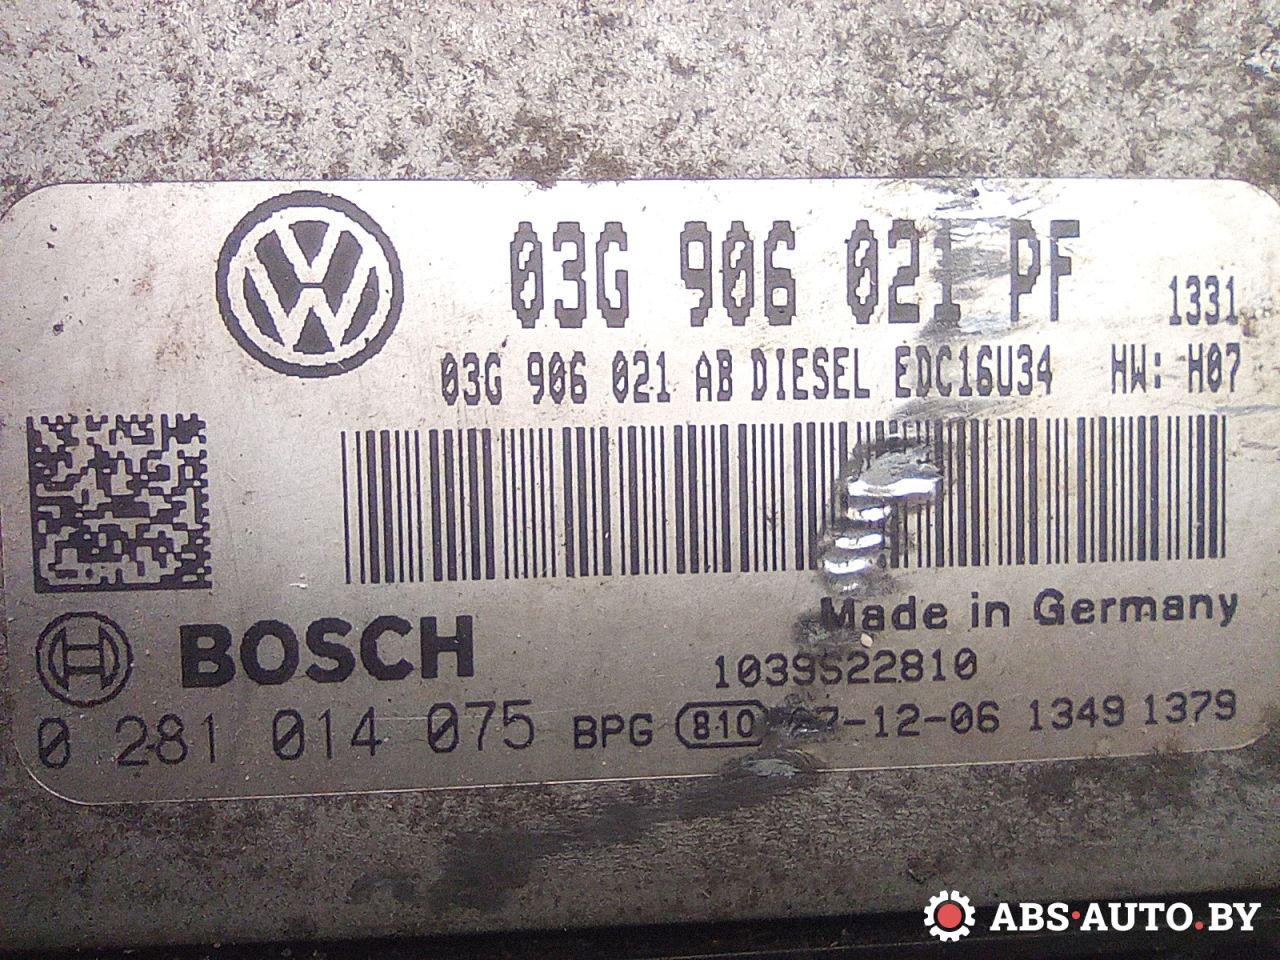 03G 906 021 PF
1331
03G 906 021 AB DIESEL EDC16U34 HW: H07
Made in Germany
BOSCH
1039S22810
0 281 014 075 BPG 810 07-12-06 1349 1379
ABS·AUTO.BY